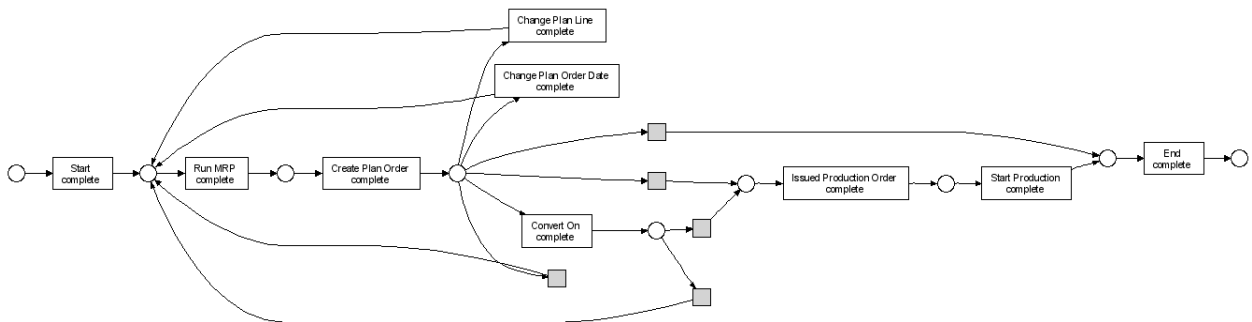 Change Plan Line
complete
Change Plan Order Date
complete
Start
complete
Run MRP
complete
Create Plan Order
complete
Convert On
complete
Issued Production Order
complete
Start Production
complete
End
complete